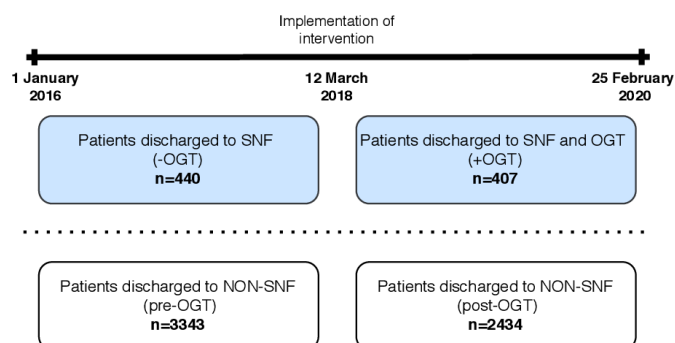 Implementation of
intervention
1 January
2016
12 March
2018
25 February
2020
Patients discharged to SNF
(-OGT)
n=440
Patients discharged to SNF and OGT
(+OGT)
n=407
Patients discharged to NON-SNF
(pre-OGT)
n=3343
Patients discharged to NON-SNF
(post-OGT)
n=2434